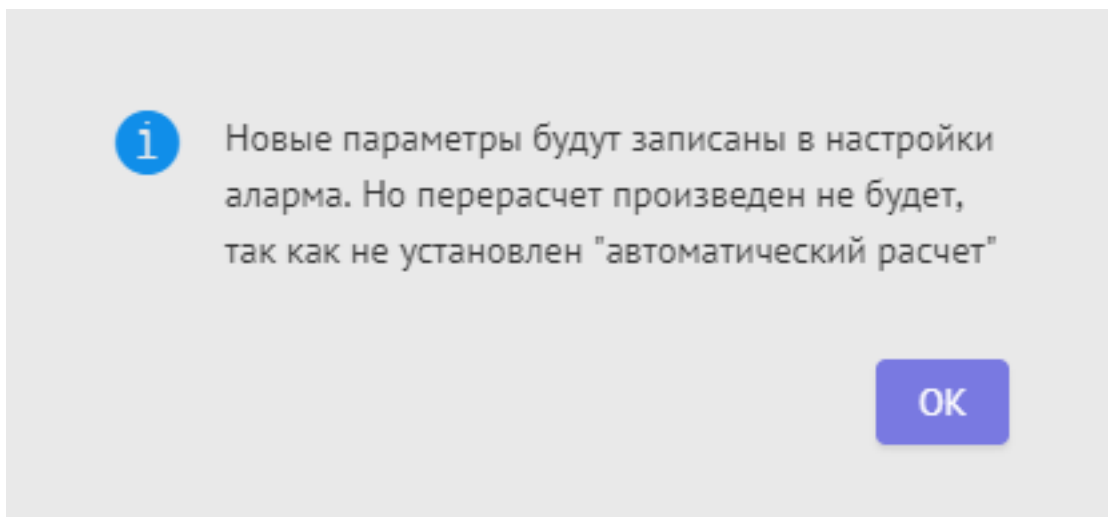 Новые параметры будут записаны в настройки
аларма. Но перерасчет произведен не будет,
так как не установлен "автоматический расчет"
OK